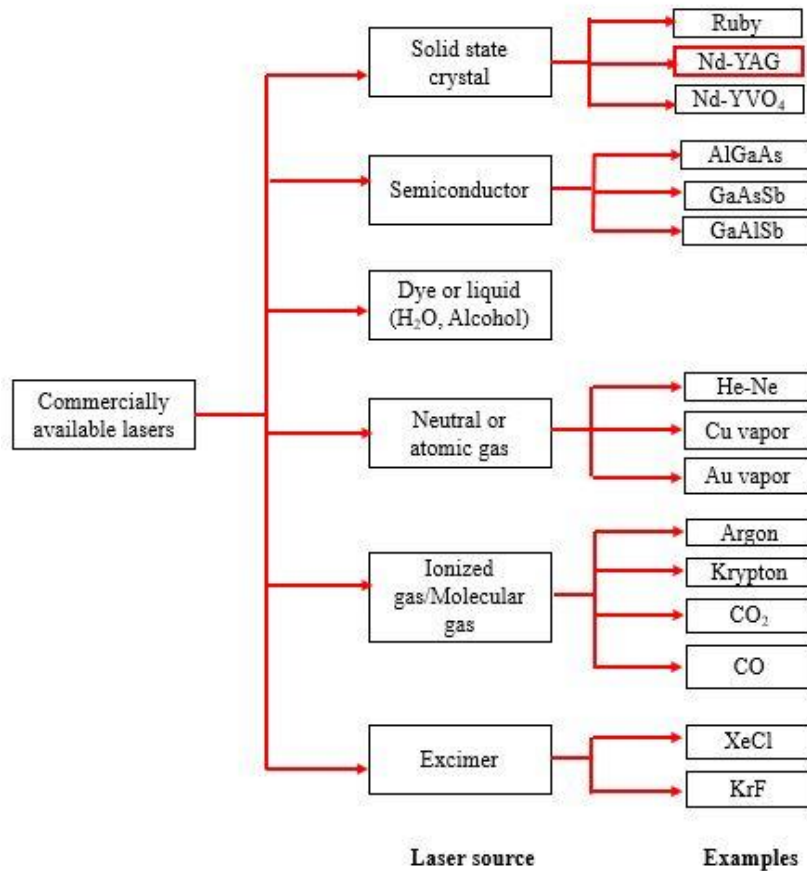 Commercially
available lasers
Solid state
crystal
Ruby
Nd-YAG
Nd-YVO₄
Semiconductor
AlGaAs
GaAsSb
GaAlSb
Dye or liquid
(H₂O, Alcohol)
Neutral or
atomic gas
He-Ne
Cu vapor
Au vapor
Ionized
gas/Molecular
gas
Argon
Krypton
CO₂
CO
Excimer
XeCl
KrF
Laser source
Examples